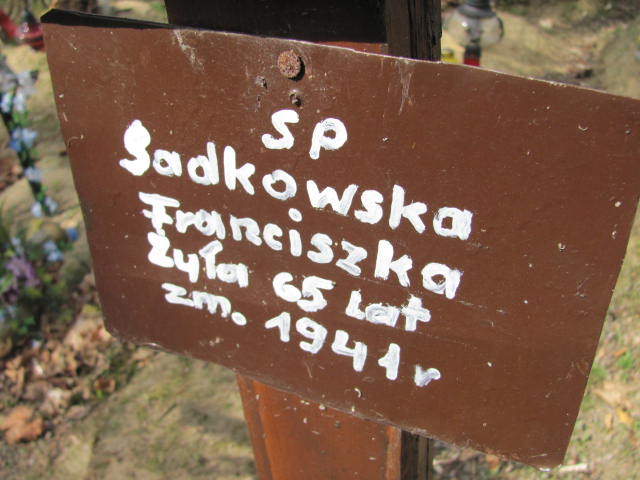 SP
Sadkowska
Franciszka
Żyła 65 Lat
zm. 1941 r